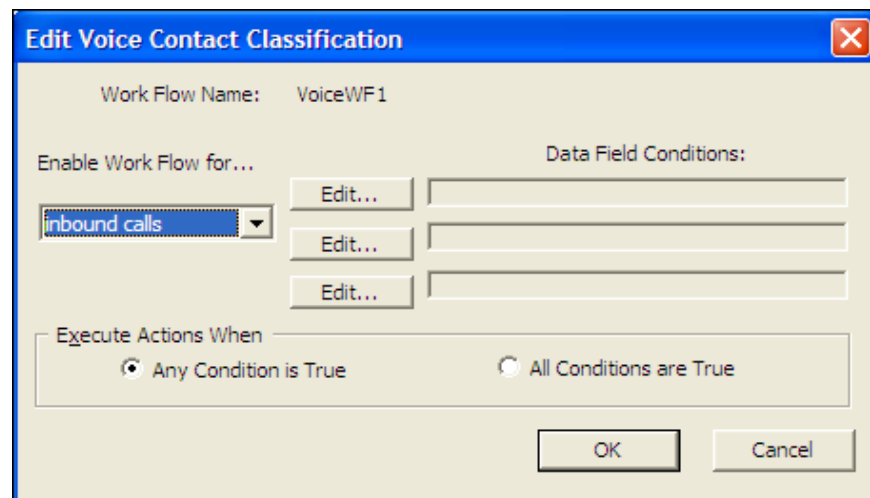 Edit Voice Contact Classification
Work Flow Name: VoiceWF1
Enable Work Flow for...
Data Field Conditions:
inbound calls
Edit...
Edit...
Edit...
Execute Actions When
Any Condition is True
All Conditions are True
OK
Cancel